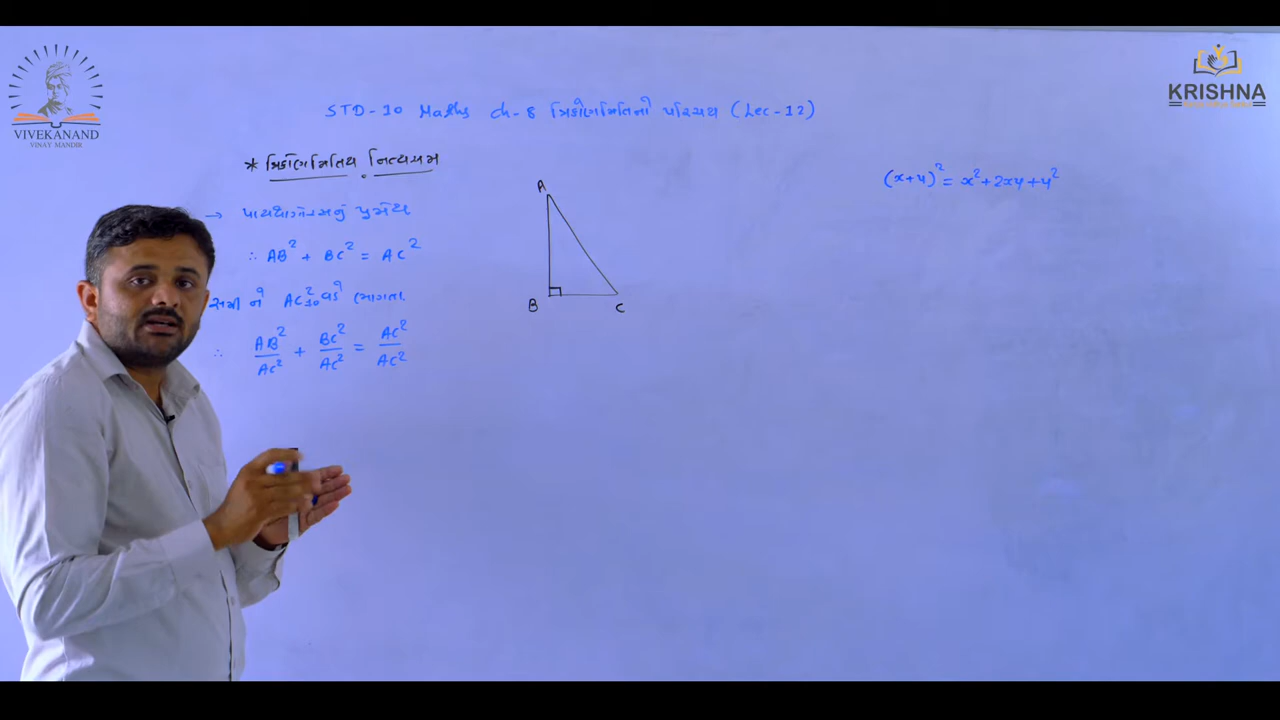 VIVEKANAND
VINAY MANDIR
KRISHNA
STD-10 Maths ch-8 ત્રિકોણમિતિનો પરિચય (Lec-12)
* ત્રિકોણમિતિય નિત્યસમ
→ પાયથાગોરસનું પ્રમેય
∴ AB² + BC² = AC²
AC² વડે ભાગતા.
∴ AB²/AC² + BC²/AC² = AC²/AC²
A
B
C
(x+y)² = x²+2xy+y²